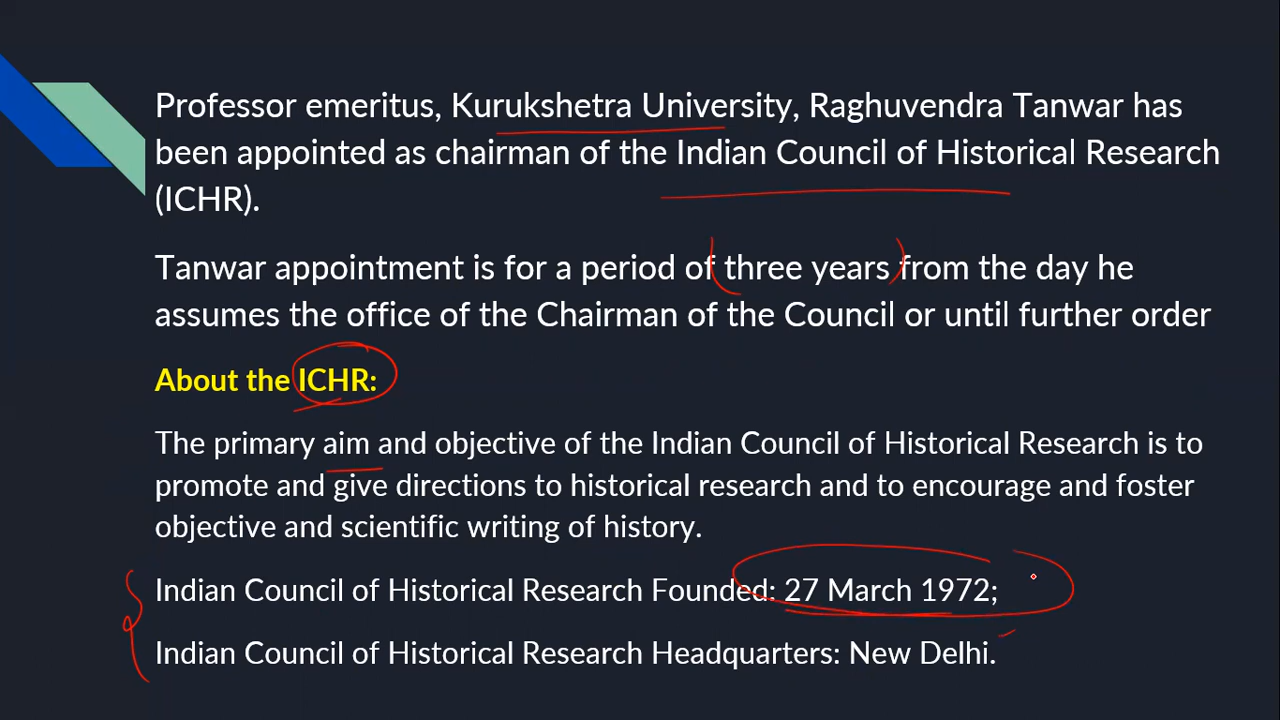 Professor emeritus, Kurukshetra University, Raghuvendra Tanwar has
been appointed as chairman of the Indian Council of Historical Research
(ICHR).
Tanwar appointment is for a period of three years from the day he
assumes the office of the Chairman of the Council or until further order
About the ICHR:
The primary aim and objective of the Indian Council of Historical Research is to
promote and give directions to historical research and to encourage and foster
objective and scientific writing of history.
Indian Council of Historical Research Founded: 27 March 1972;
Indian Council of Historical Research Headquarters: New Delhi.